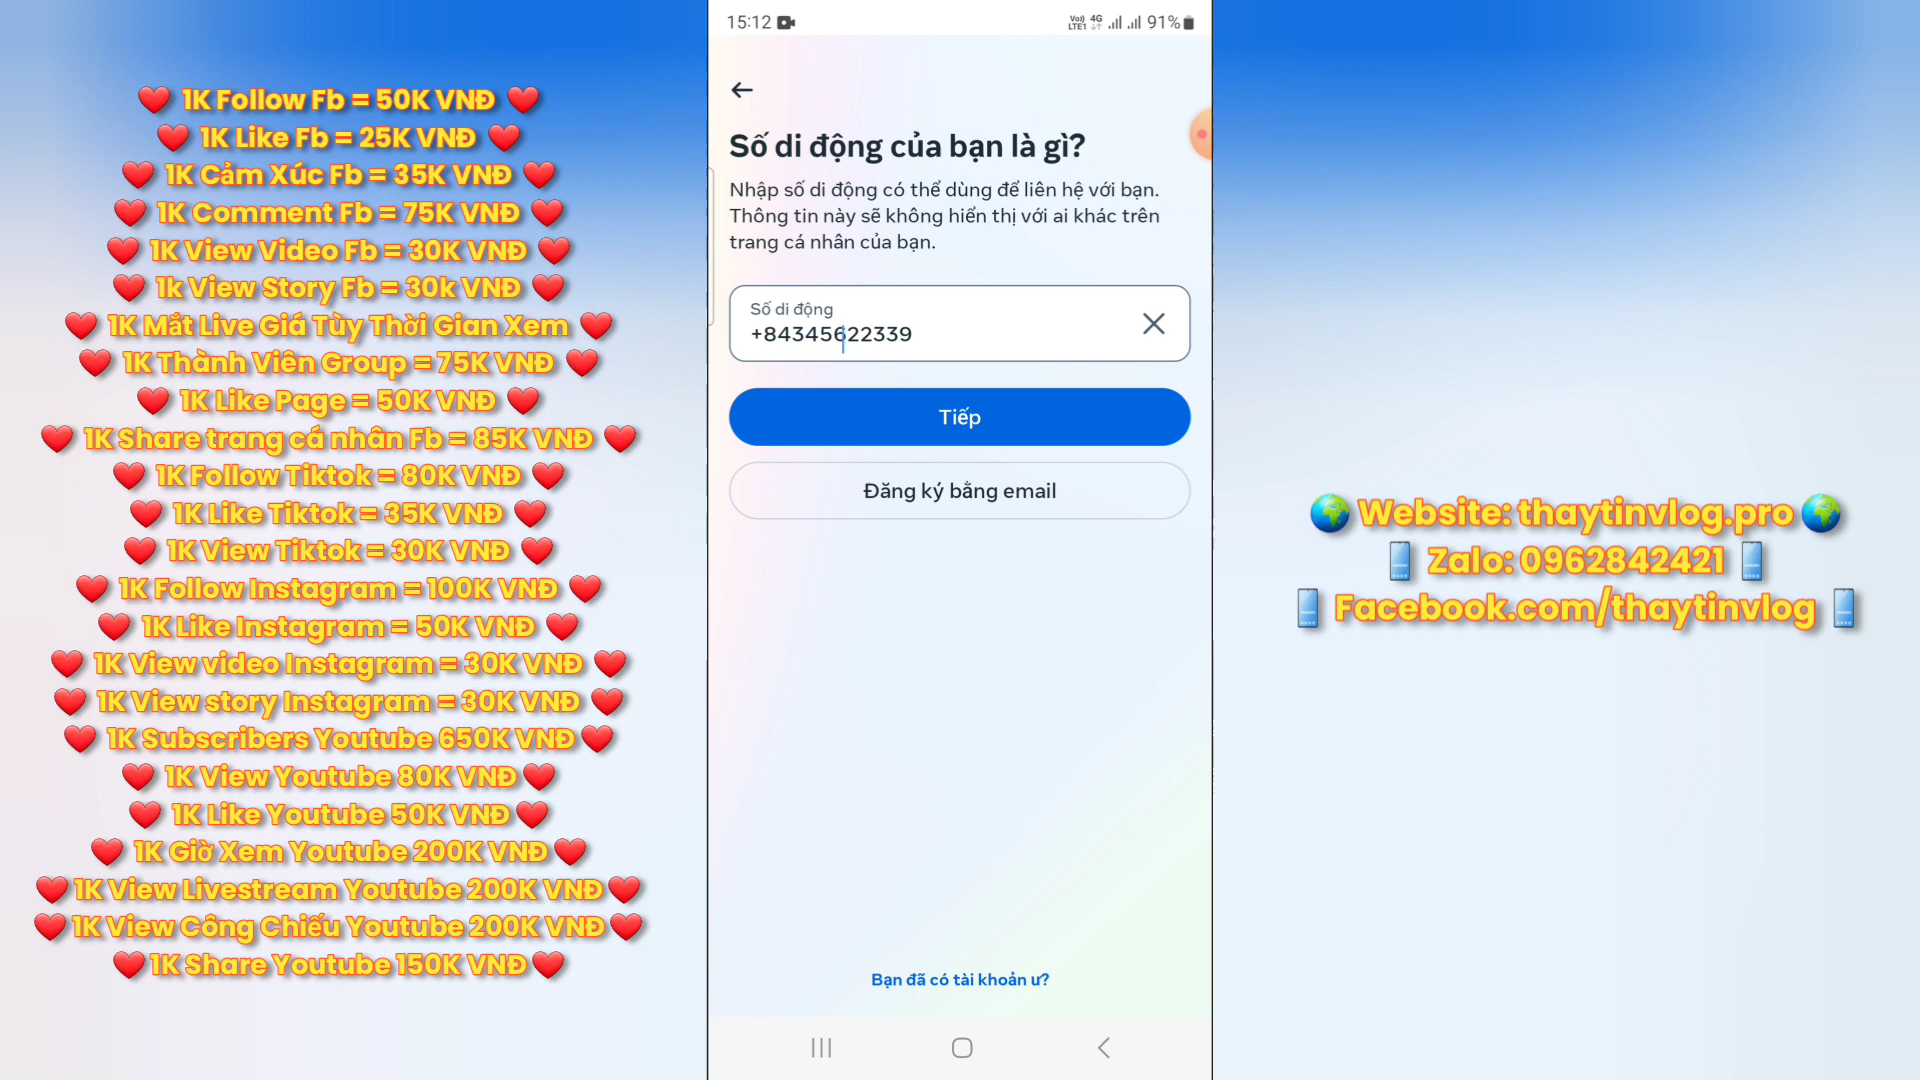 1K Follow Fb = 50K VNĐ
1K Like Fb = 25K VNĐ
1K Cảm Xúc Fb = 35K VNĐ
1K Comment Fb = 75K VNĐ
1K View Video Fb = 30K VNĐ
1k View Story Fb = 30k VNĐ
1K Mắt Live Giá Tùy Thời Gian Xem
1K Thành Viên Group = 75K VNĐ
1K Like Page = 50K VNĐ
1K Share trang cá nhân Fb = 85K VNĐ
1K Follow Tiktok = 80K VNĐ
1K Like Tiktok = 35K VNĐ
1K View Tiktok = 30K VNĐ
1K Follow Instagram = 100K VNĐ
1K Like Instagram = 50K VNĐ
1K View video Instagram = 30K VNĐ
1K View story Instagram = 30K VNĐ
1K Subscribers Youtube 650K VNĐ
1K View Youtube 80K VNĐ
1K Like Youtube 50K VNĐ
1K Giờ Xem Youtube 200K VNĐ
1K View Livestream Youtube 200K VNĐ
1K View Công Chiếu Youtube 200K VNĐ
1K Share Youtube 150K VNĐ
15:12
Vo)) LTE1 4G 91%
Số di động của bạn là gì?
Nhập số di động có thể dùng để liên hệ với bạn.
Thông tin này sẽ không hiển thị với ai khác trên
trang cá nhân của bạn.
Số di động
+84345622339
Tiếp
Đăng ký bằng email
Bạn đã có tài khoản ư?
Website: thaytinvlog.pro
Zalo: 0962842421
Facebook.com/thaytinvlog